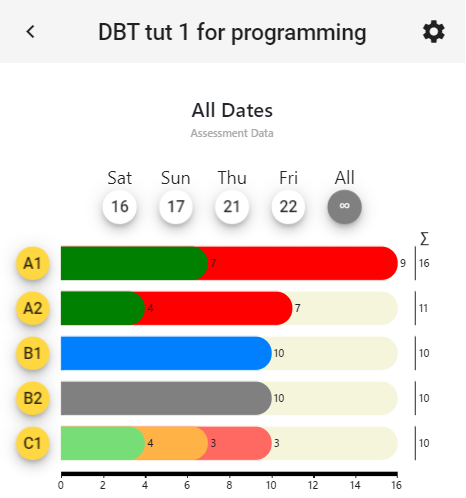 DBT tut 1 for programming
All Dates
Assessment Data
Sat Sun Thu Fri All
16 17 21 22 ∞
Σ
A1 7 9 16
A2 4 7 11
B1 10 10
B2 10 10
C1 4 3 3 10
0 2 4 6 8 10 12 14 16